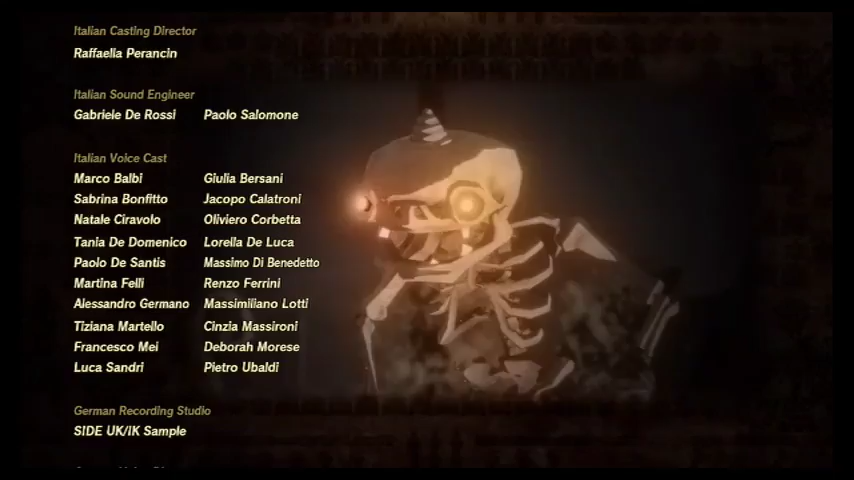 Italian Casting Director
Raffaella Perancin
Italian Sound Engineer
Gabriele De Rossi Paolo Salomone
Italian Voice Cast
Marco Balbi Giulia Bersani
Sabrina Bonfitto Jacopo Calatroni
Natale Ciravolo Oliviero Corbetta
Tania De Domenico Lorella De Luca
Paolo De Santis Massimo Di Benedetto
Martina Felli Renzo Ferrini
Alessandro Germano Massimiliano Lotti
Tiziana Martello Cinzia Massironi
Francesco Mei Deborah Morese
Luca Sandri Pietro Ubaldi
German Recording Studio
SIDE UK/IK Sample